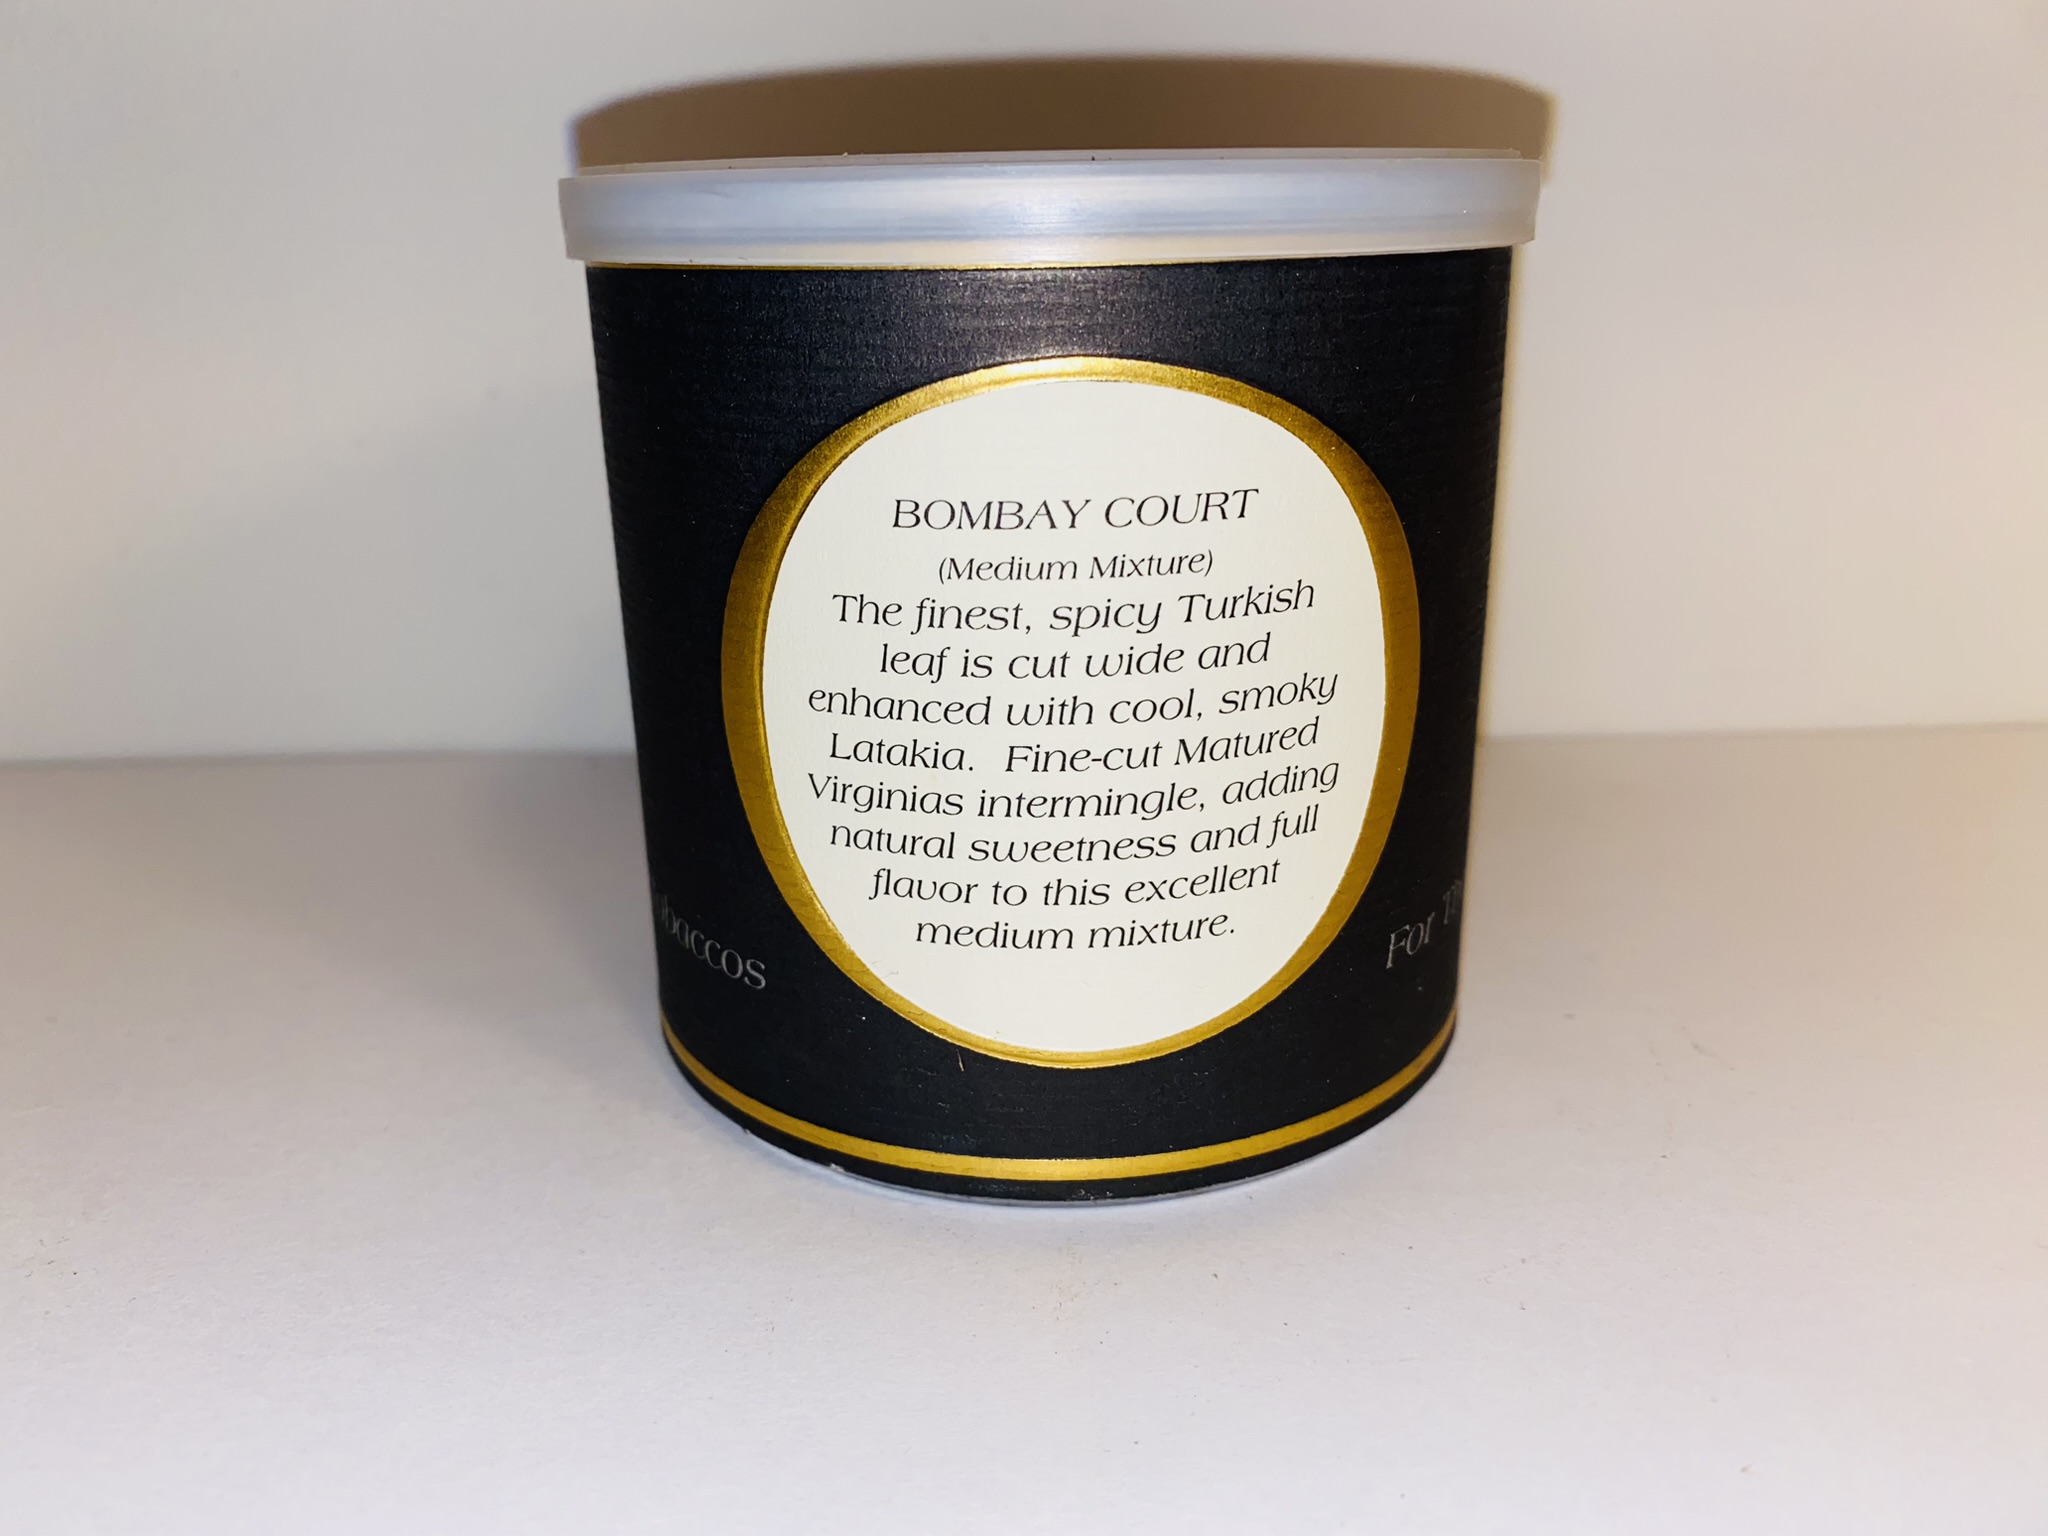 BOMBAY COURT
(Medium Mixture)
The finest, spicy Turkish
leaf is cut wide and
enhanced with cool, smoky
Latakia. Fine-cut Matured
Virginias intermingle, adding
natural sweetness and full
flavor to this excellent
medium mixture.
For